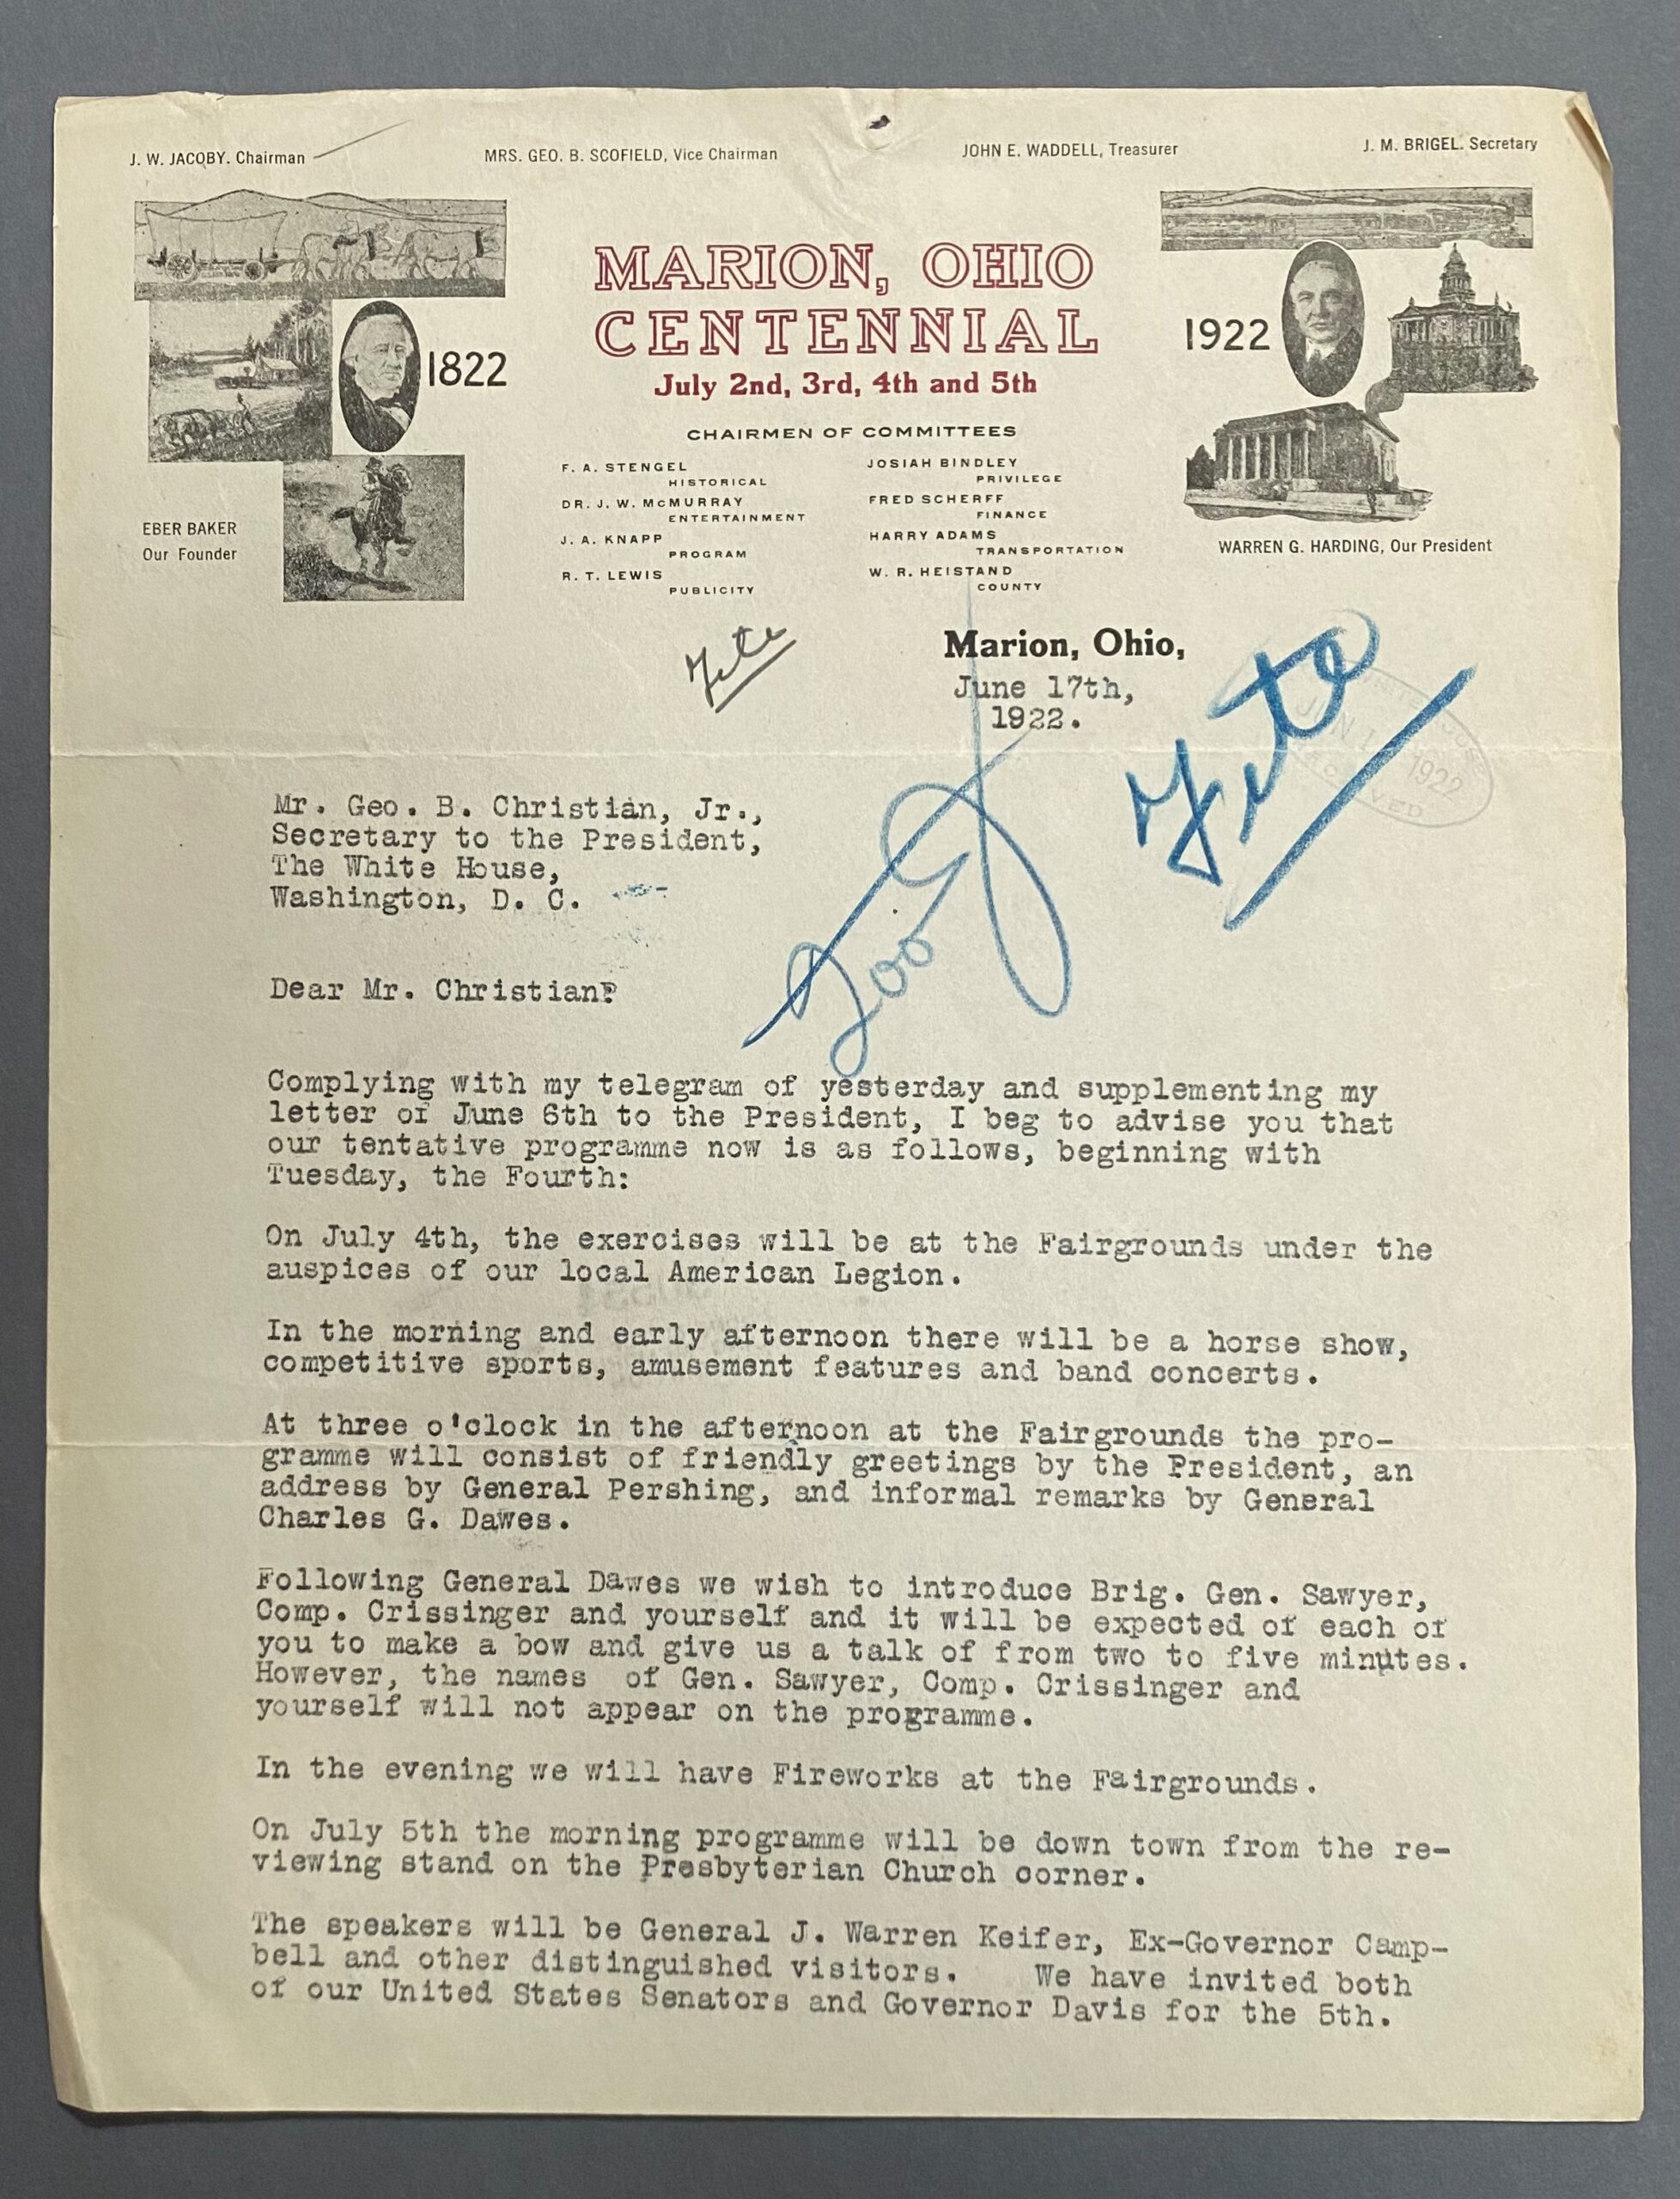 J. W. JACOBY. Chairman
MRS. GEO. B. SCOFIELD, Vice Chairman
JOHN E. WADDELL, Treasurer
J. M. BRIGEL. Secretary
MARION, OHIO
CENTENNIAL
July 2nd, 3rd, 4th and 5th
1822
1922
EBER BAKER
Our Founder
WARREN G. HARDING, Our President
CHAIRMEN OF COMMITTEES
F. A. STENGEL
HISTORICAL
DR. J. W. McMURRAY
ENTERTAINMENT
J. A. KNAPP
PROGRAM
R. T. LEWIS
PUBLICITY
JOSIAH BINDLEY
PRIVILEGE
FRED SCHERFF
FINANCE
HARRY ADAMS
TRANSPORTATION
W. R. HEISTAND
COUNTY
Marion, Ohio,
June 17th,
1922.
1922
Mr. Geo. B. Christian, Jr.,
Secretary to the President,
The White House,
Washington, D. C.
Dear Mr. Christian:
Complying with my telegram of yesterday and supplementing my
letter of June 6th to the President, I beg to advise you that
our tentative programme now is as follows, beginning with
Tuesday, the Fourth:
On July 4th, the exercises will be at the Fairgrounds under the
auspices of our local American Legion.
In the morning and early afternoon there will be a horse show,
competitive sports, amusement features and band concerts.
At three o'clock in the afternoon at the Fairgrounds the pro-
gramme will consist of friendly greetings by the President, an
address by General Pershing, and informal remarks by General
Charles G. Dawes.
Following General Dawes we wish to introduce Brig. Gen. Sawyer,
Comp. Crissinger and yourself and it will be expected of each of
you to make a bow and give us a talk of from two to five minutes.
However, the names of Gen. Sawyer, Comp. Crissinger and
yourself will not appear on the programme.
In the evening we will have Fireworks at the Fairgrounds.
On July 5th the morning programme will be down town from the re-
viewing stand on the Presbyterian Church corner.
The speakers will be General J. Warren Keifer, Ex-Governor Camp-
bell and other distinguished visitors. We have invited both
of our United States Senators and Governor Davis for the 5th.